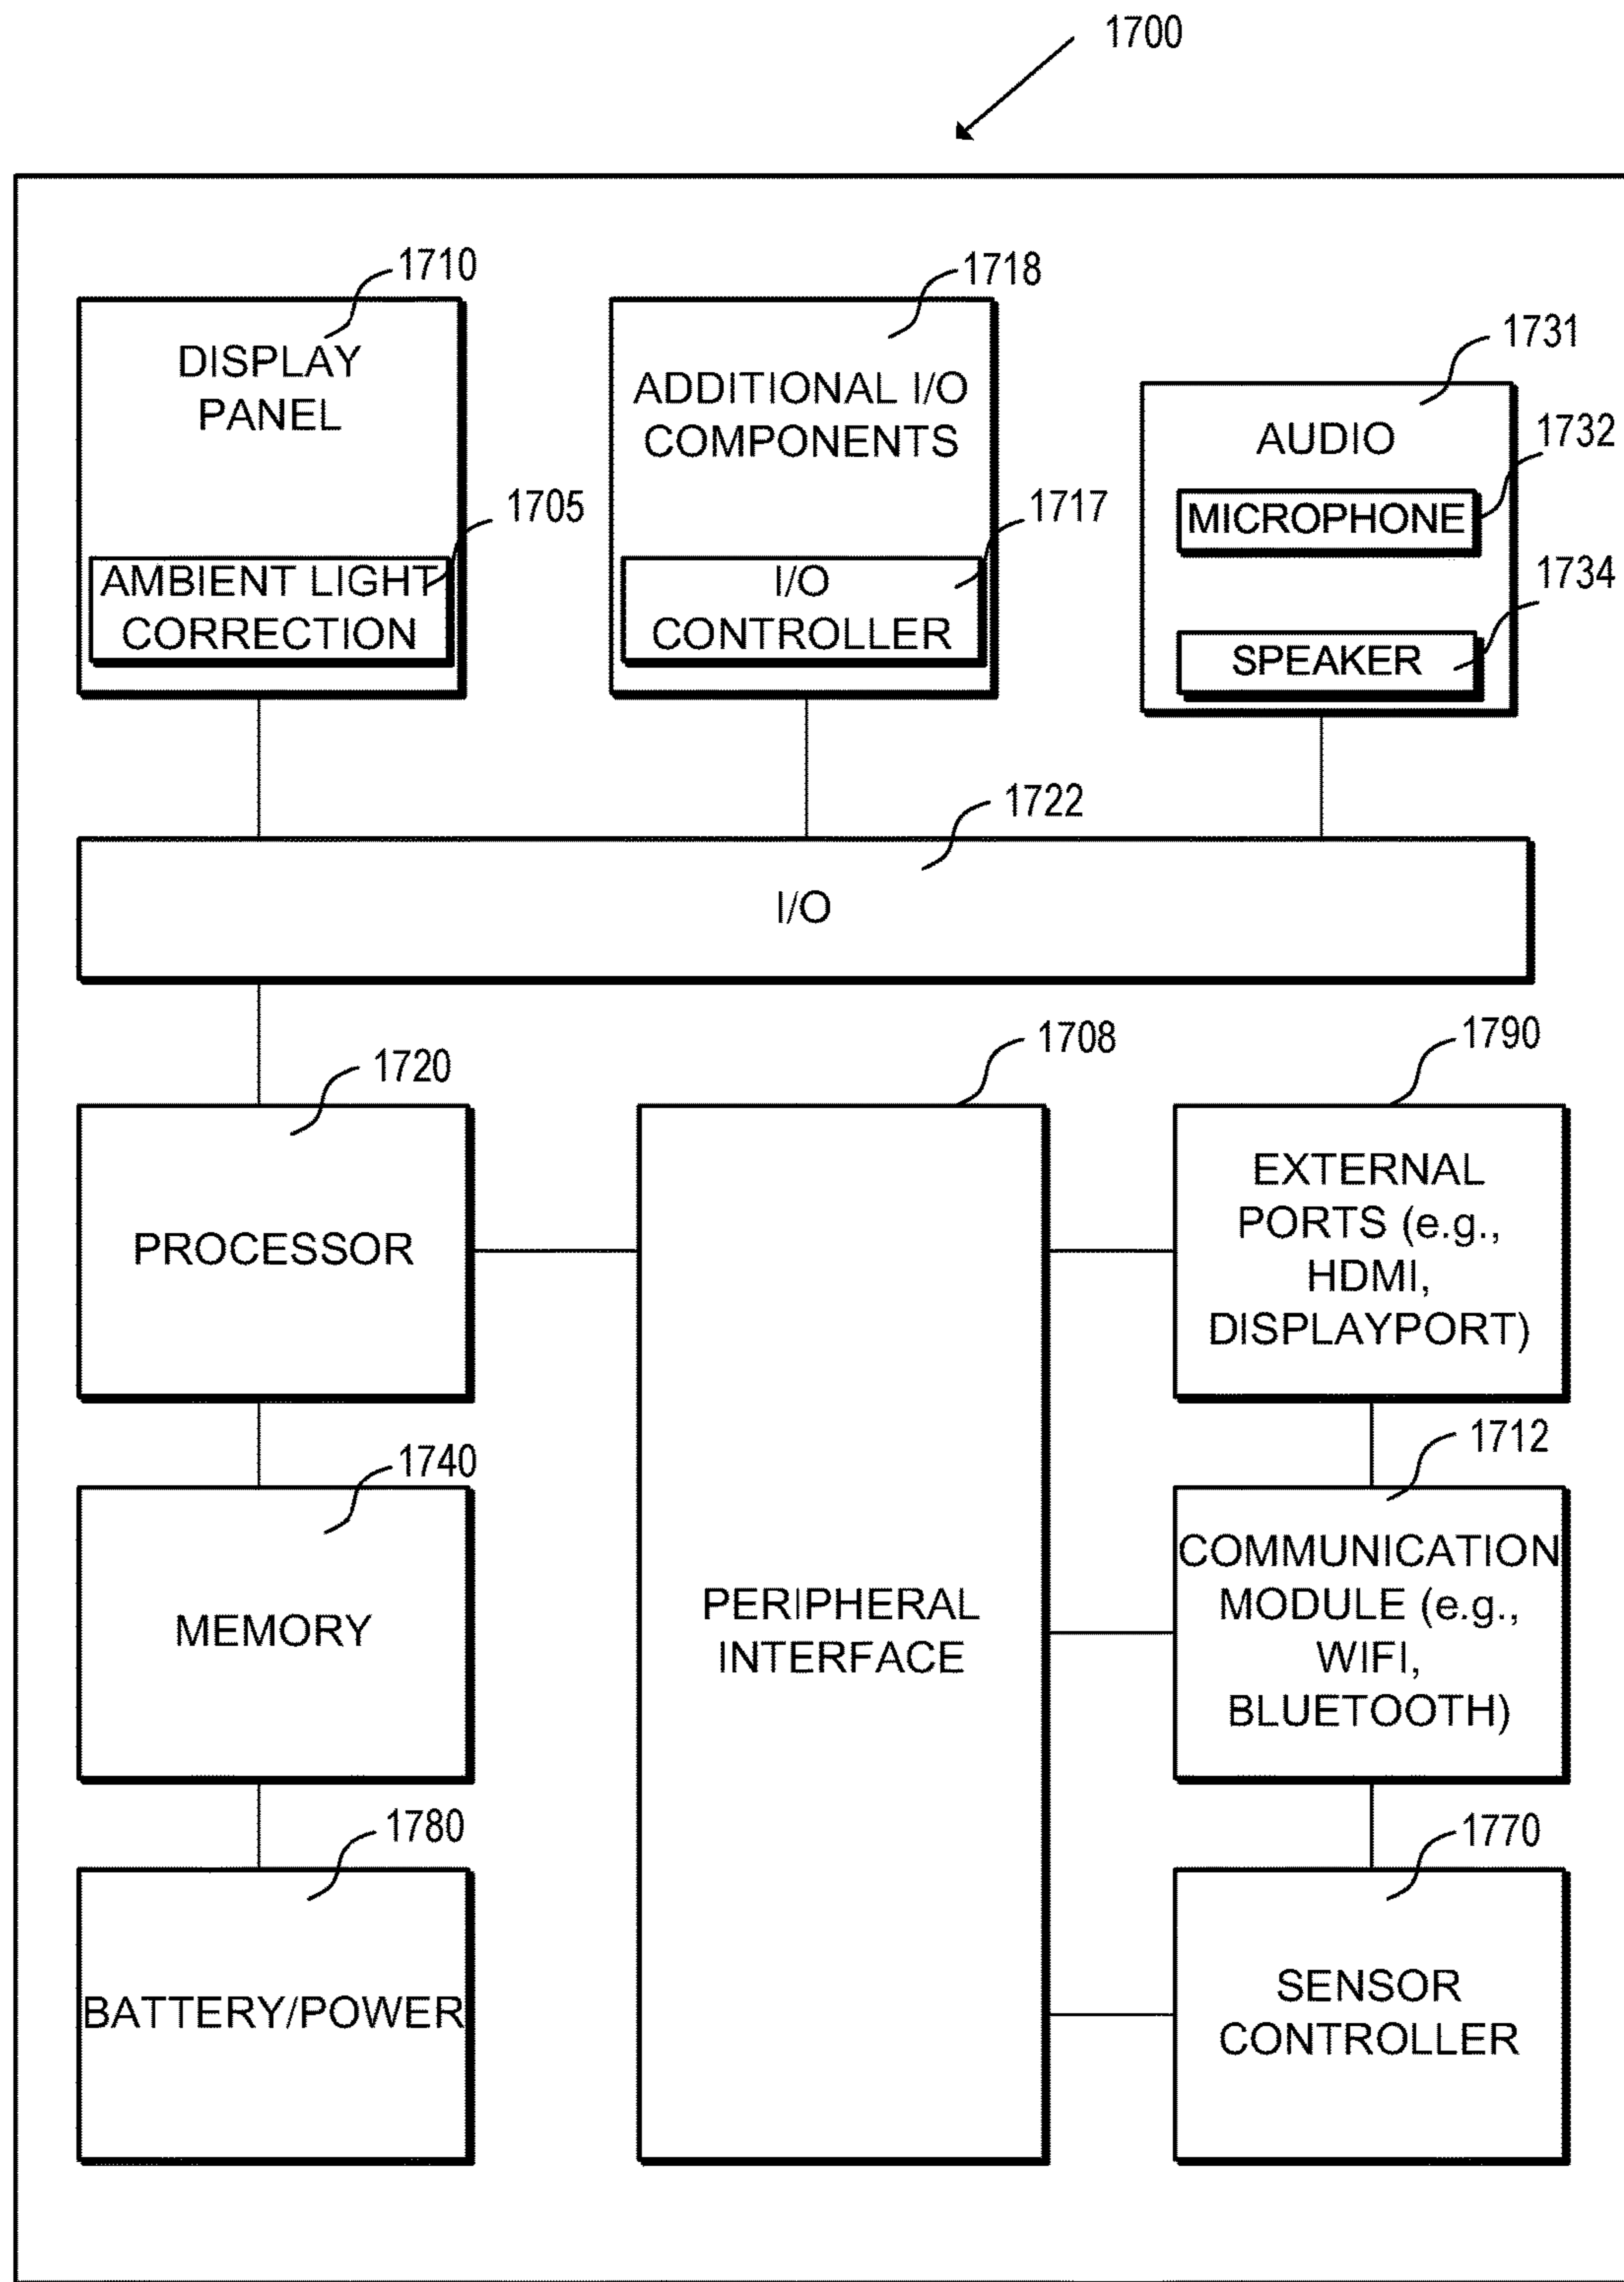 1700
1710
DISPLAY
PANEL
1705
AMBIENT LIGHT
CORRECTION
1718
ADDITIONAL I/O
COMPONENTS
1717
I/O
CONTROLLER
1731
AUDIO
1732
MICROPHONE
1734
SPEAKER
1722
I/O
1720
PROCESSOR
1708
PERIPHERAL
INTERFACE
1790
EXTERNAL
PORTS (e.g.,
HDMI,
DISPLAYPORT)
1740
MEMORY
1712
COMMUNICATION
MODULE (e.g.,
WIFI,
BLUETOOTH)
1780
BATTERY/POWER
1770
SENSOR
CONTROLLER